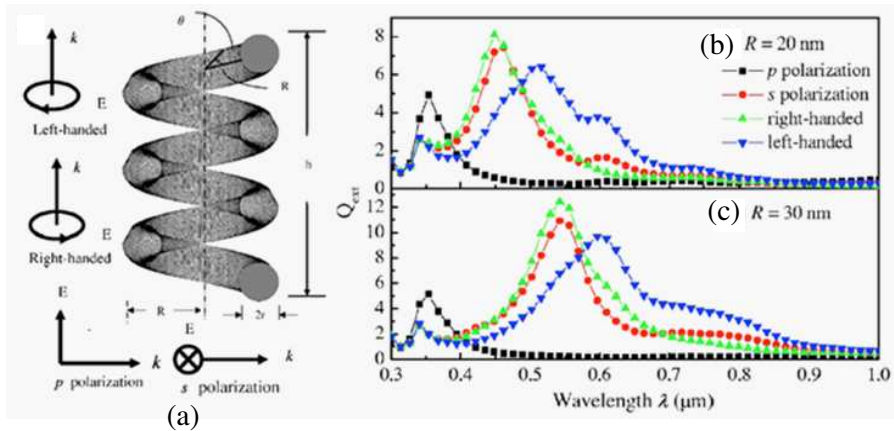 k
E
Left-handed
k
E
Right-handed
E
k
p polarization
E
k
s polarization
θ
R
h
R
2r
(a)
(b)
R = 20 nm
p polarization
s polarization
right-handed
left-handed
8
6
4
2
0
Q_ext
(c)
R = 30 nm
12
10
8
6
4
2
0
0.3 0.4 0.5 0.6 0.7 0.8 0.9 1.0
Wavelength λ (μm)